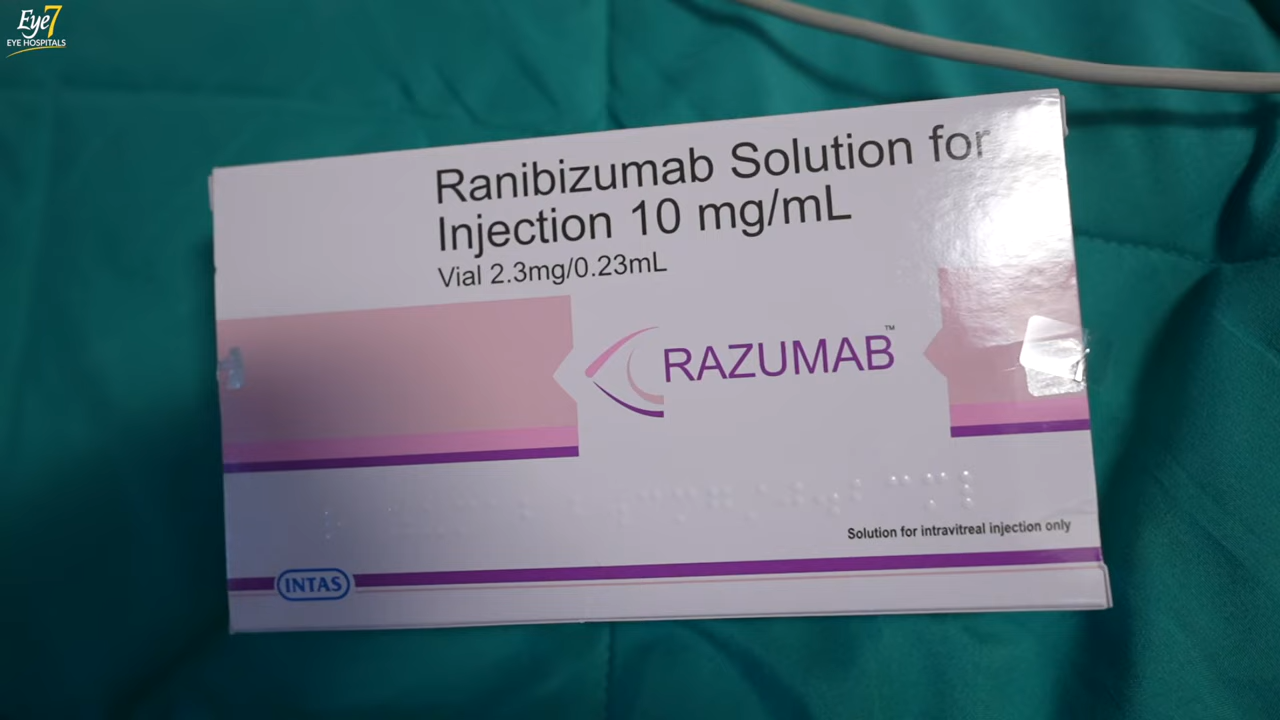 Eye7
EYE HOSPITALS
Ranibizumab Solution for
Injection 10 mg/mL
Vial 2.3mg/0.23mL
RAZUMAB™
Solution for intravitreal injection only
INTAS